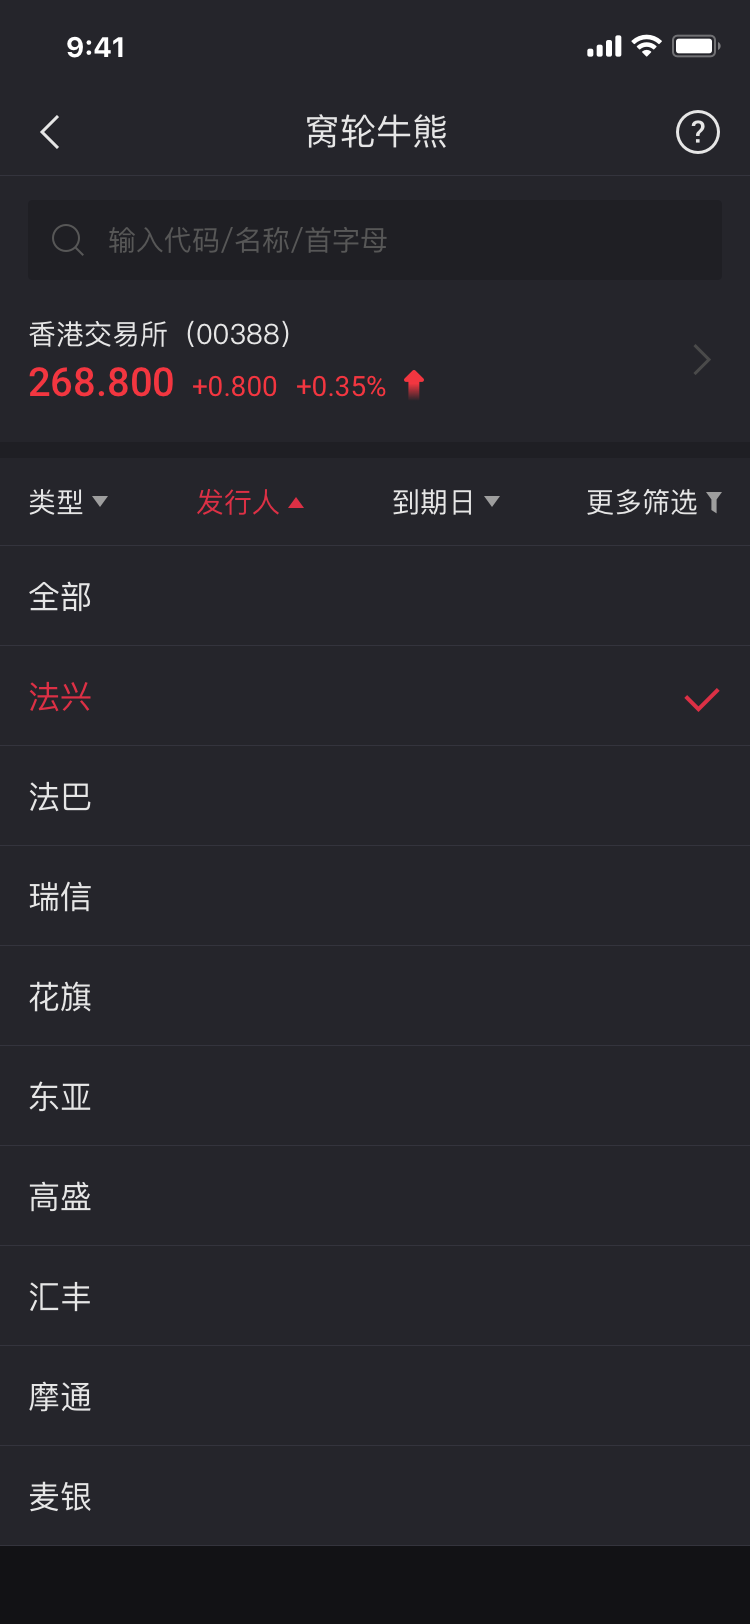 9:41
窝轮牛熊
?
输入代码/名称/首字母
香港交易所（00388）
268.800 +0.800 +0.35%
类型 发行人 到期日 更多筛选
全部
法兴
法巴
瑞信
花旗
东亚
高盛
汇丰
摩通
麦银